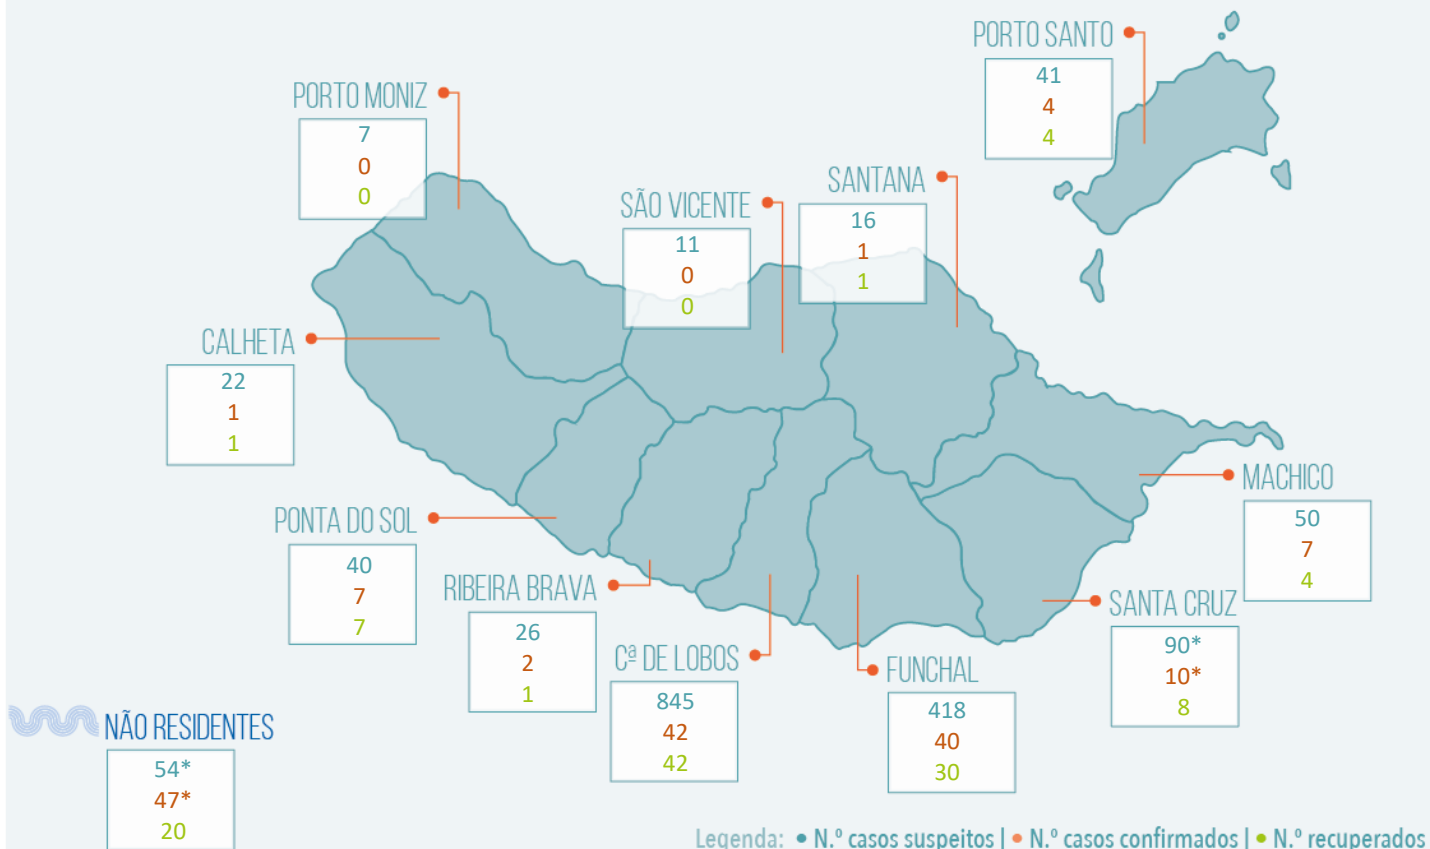 PORTO SANTO
41
4
4
PORTO MONIZ
7
0
0
SANTANA
16
1
1
SÃO VICENTE
11
0
0
CALHETA
22
1
1
MACHICO
50
7
4
PONTA DO SOL
40
7
7
RIBEIRA BRAVA
26
2
1
SANTA CRUZ
90*
10*
8
Cª DE LOBOS
845
42
42
FUNCHAL
418
40
30
NÃO RESIDENTES
54*
47*
20
Legenda: • N.º casos suspeitos | • N.º casos confirmados | • N.º recuperados